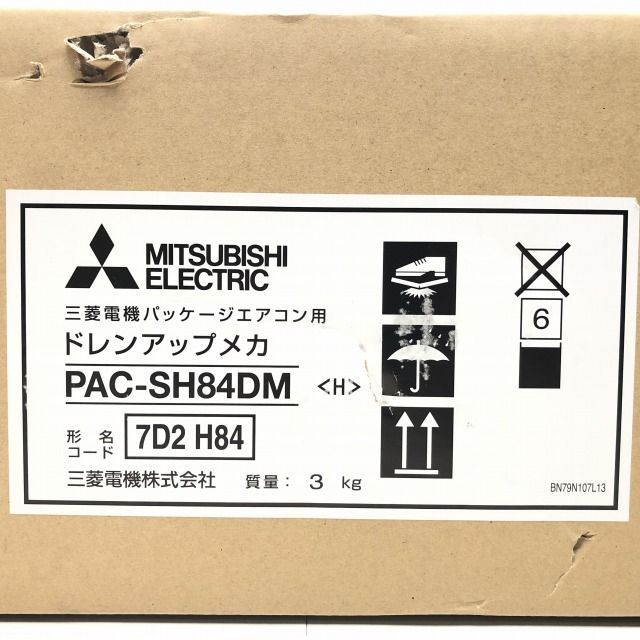 MITSUBISHI
ELECTRIC
三菱電機パッケージエアコン用
ドレンアップメカ
PAC-SH84DM <H>
形名
コード 7D2 H84
三菱電機株式会社 質量: 3 kg
6
BN79N107L13